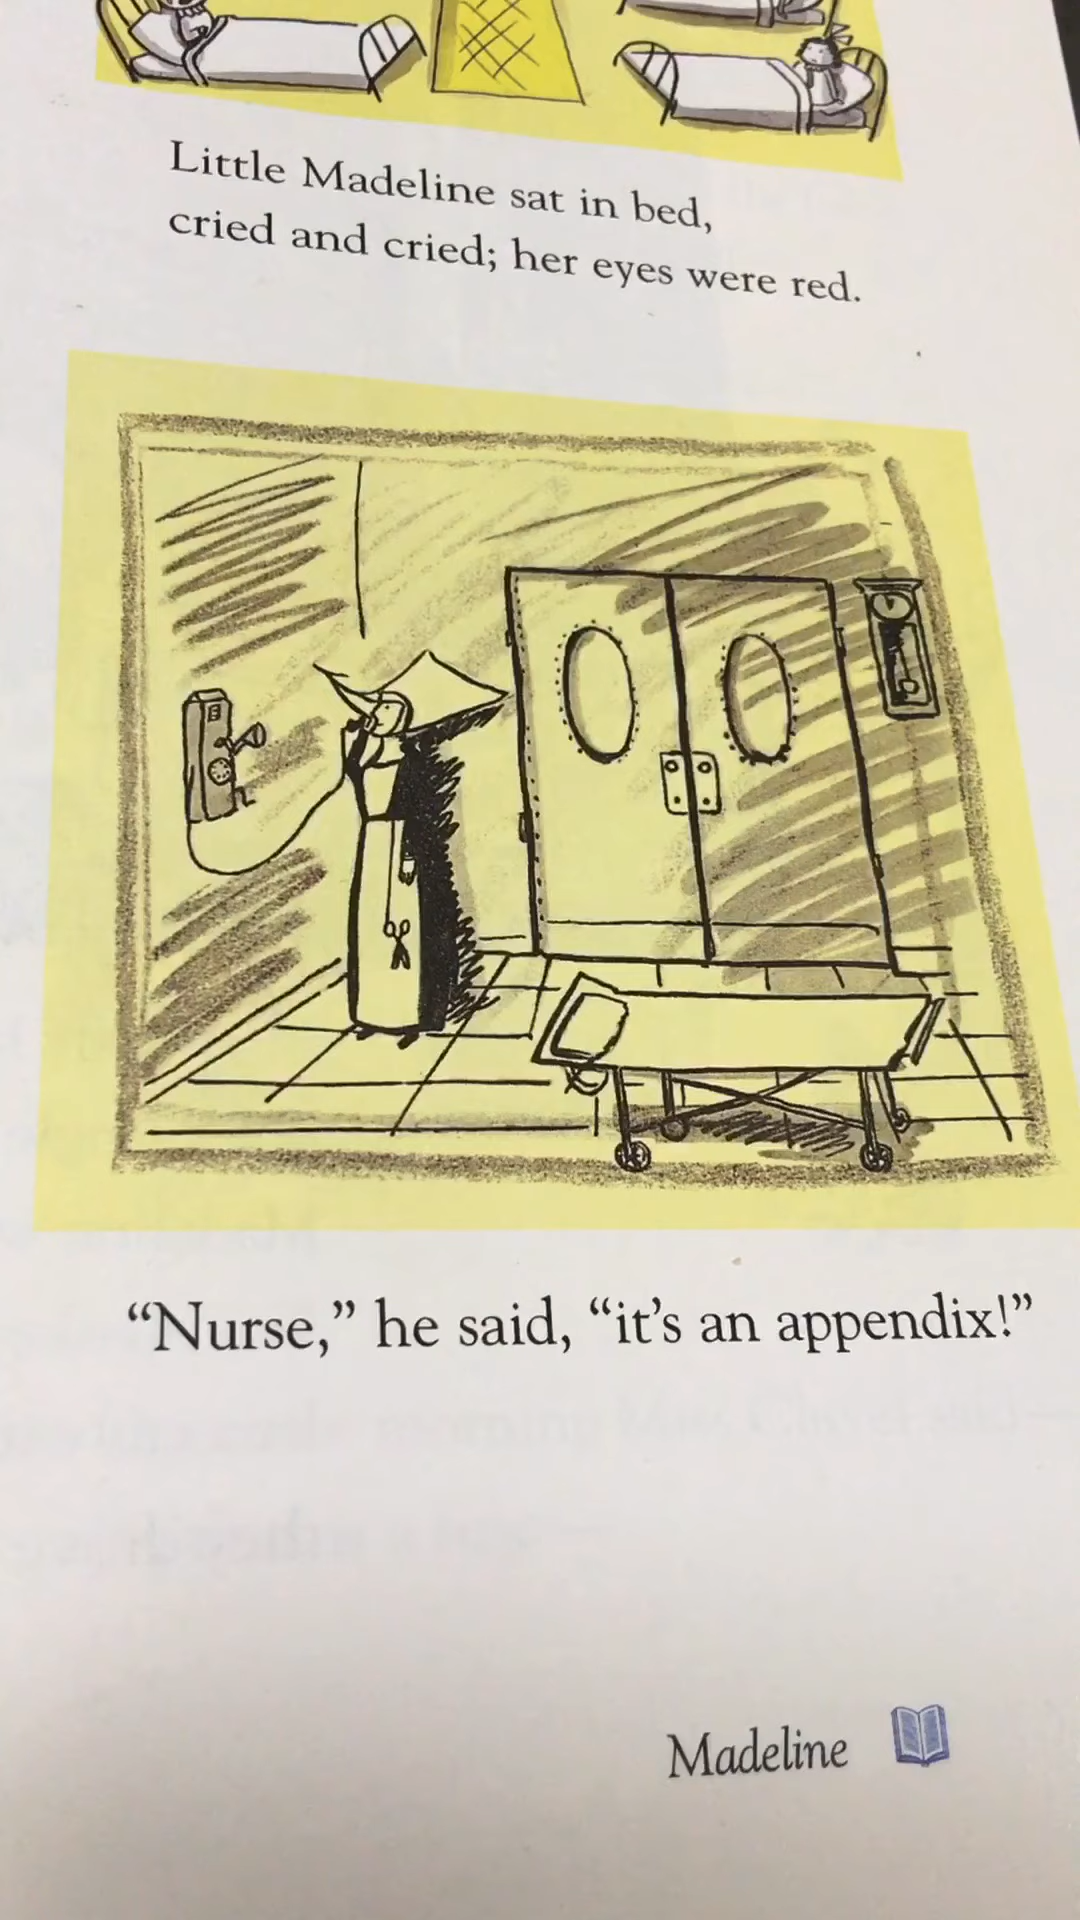 Little Madeline sat in bed,
cried and cried; her eyes were red.
“Nurse,” he said, “it’s an appendix!”
Madeline